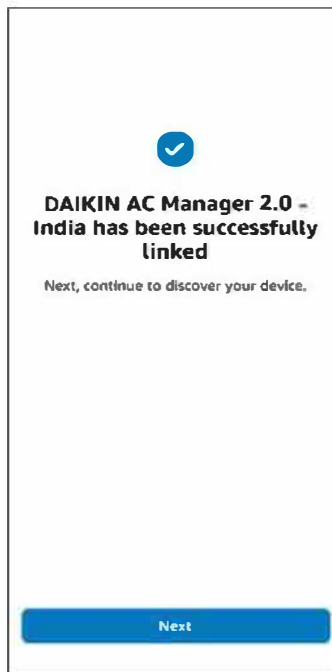 DAIKIN AC Manager 2.0 -
India has been successfully
linked
Next, continue to discover your device.
Next